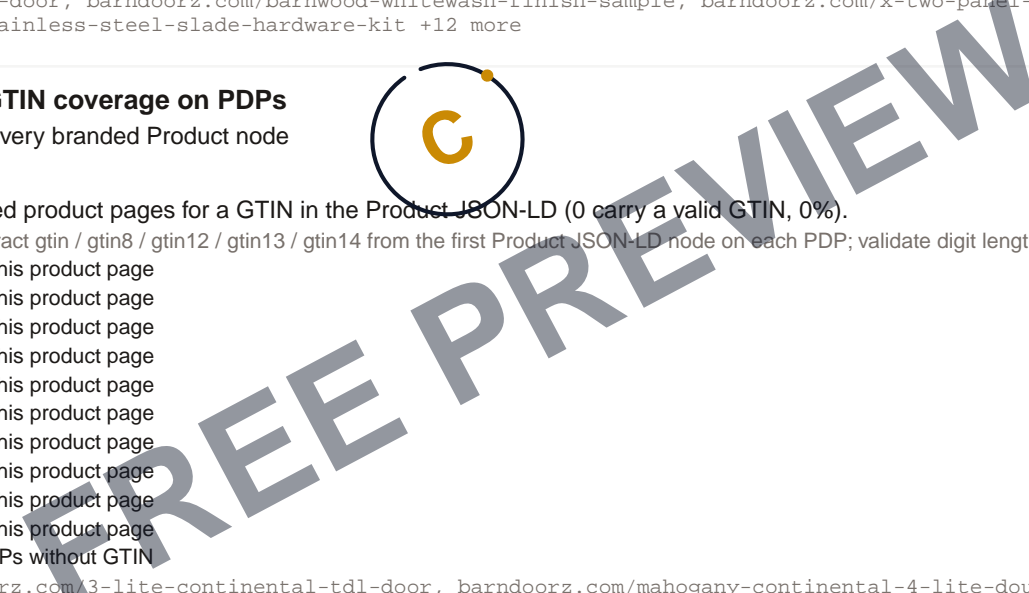 -door, barndoorz.com/barnwood-whitewash-finish-sample, barndoorz.com/x-two-panel-
ainless-steel-slade-hardware-kit +12 more
GTIN coverage on PDPs
very branded Product node
C
ed product pages for a GTIN in the Product JSON-LD (0 carry a valid GTIN, 0%).
ract gtin / gtin8 / gtin12 / gtin13 / gtin14 from the first Product JSON-LD node on each PDP; validate digit lengt
his product page
his product page
his product page
his product page
his product page
his product page
his product page
his product page
his product page
his product page
Ps without GTIN
rz.com/3-lite-continental-tdl-door, barndoorz.com/mahogany-continental-4-lite-dou
FREE PREVIEW